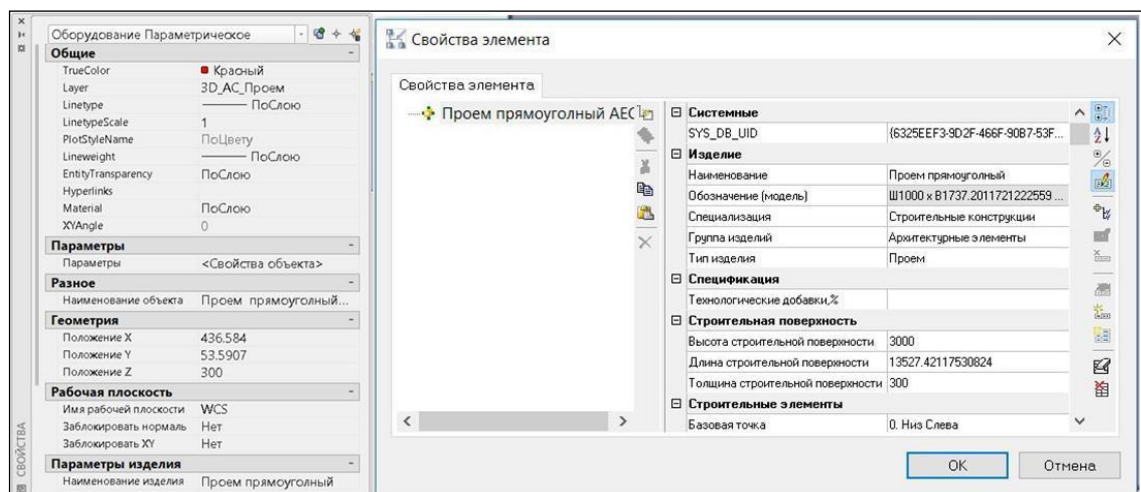 Оборудование Параметрическое
Общие
TrueColor Красный
Layer 3D_AC_Проем
Linetype ПоСлою
LinetypeScale 1
PlotStyleName ПоЦвету
Lineweight ПоСлою
EntityTransparency ПоСлою
Hyperlinks
Material ПоСлою
XYAngle 0
Параметры
Параметры <Свойства объекта>
Разное
Наименование объекта Проем прямоугольный...
Геометрия
Положение X 436.584
Положение Y 53.5907
Положение Z 300
Рабочая плоскость
Имя рабочей плоскости WCS
Заблокировать нормаль Нет
Заблокировать XY Нет
Параметры изделия
Наименование изделия Проем прямоуголный
СВОЙСТВА
Свойства элемента
Свойства элемента
Проем прямоуголный AEC
Системные
SYS_DB_UID {6325EEF3-9D2F-466F-90B7-53F...
Изделие
Наименование Проем прямоуголный
Обозначение (модель) Ш1000 x В1737.2011721222559 ...
Специализация Строительные конструкции
Группа изделий Архитектурные элементы
Тип изделия Проем
Спецификация
Технологические добавки,%
Строительная поверхность
Высота строительной поверхности 3000
Длина строительной поверхности 13527.42117530824
Толщина строительной поверхности 300
Строительные элементы
Базовая точка 0. Низ Слева
OK Отмена